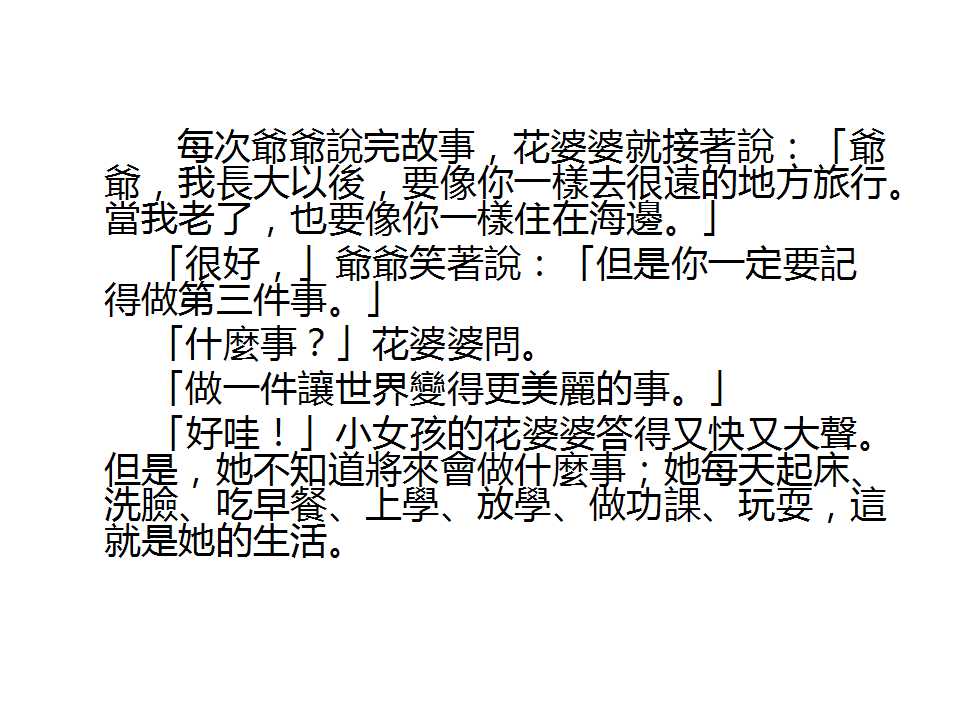 每次爺爺說完故事，花婆婆就接著說：「爺
爺，我長大以後，要像你一樣去很遠的地方旅行。
當我老了，也要像你一樣住在海邊。」
「很好，」爺爺笑著說：「但是你一定要記
得做第三件事。」
「什麼事？」花婆婆問。
「做一件讓世界變得更美麗的事。」
「好哇！」小女孩的花婆婆答得又快又大聲。
但是，她不知道將來會做什麼事；她每天起床、
洗臉、吃早餐、上學、放學、做功課、玩耍，這
就是她的生活。